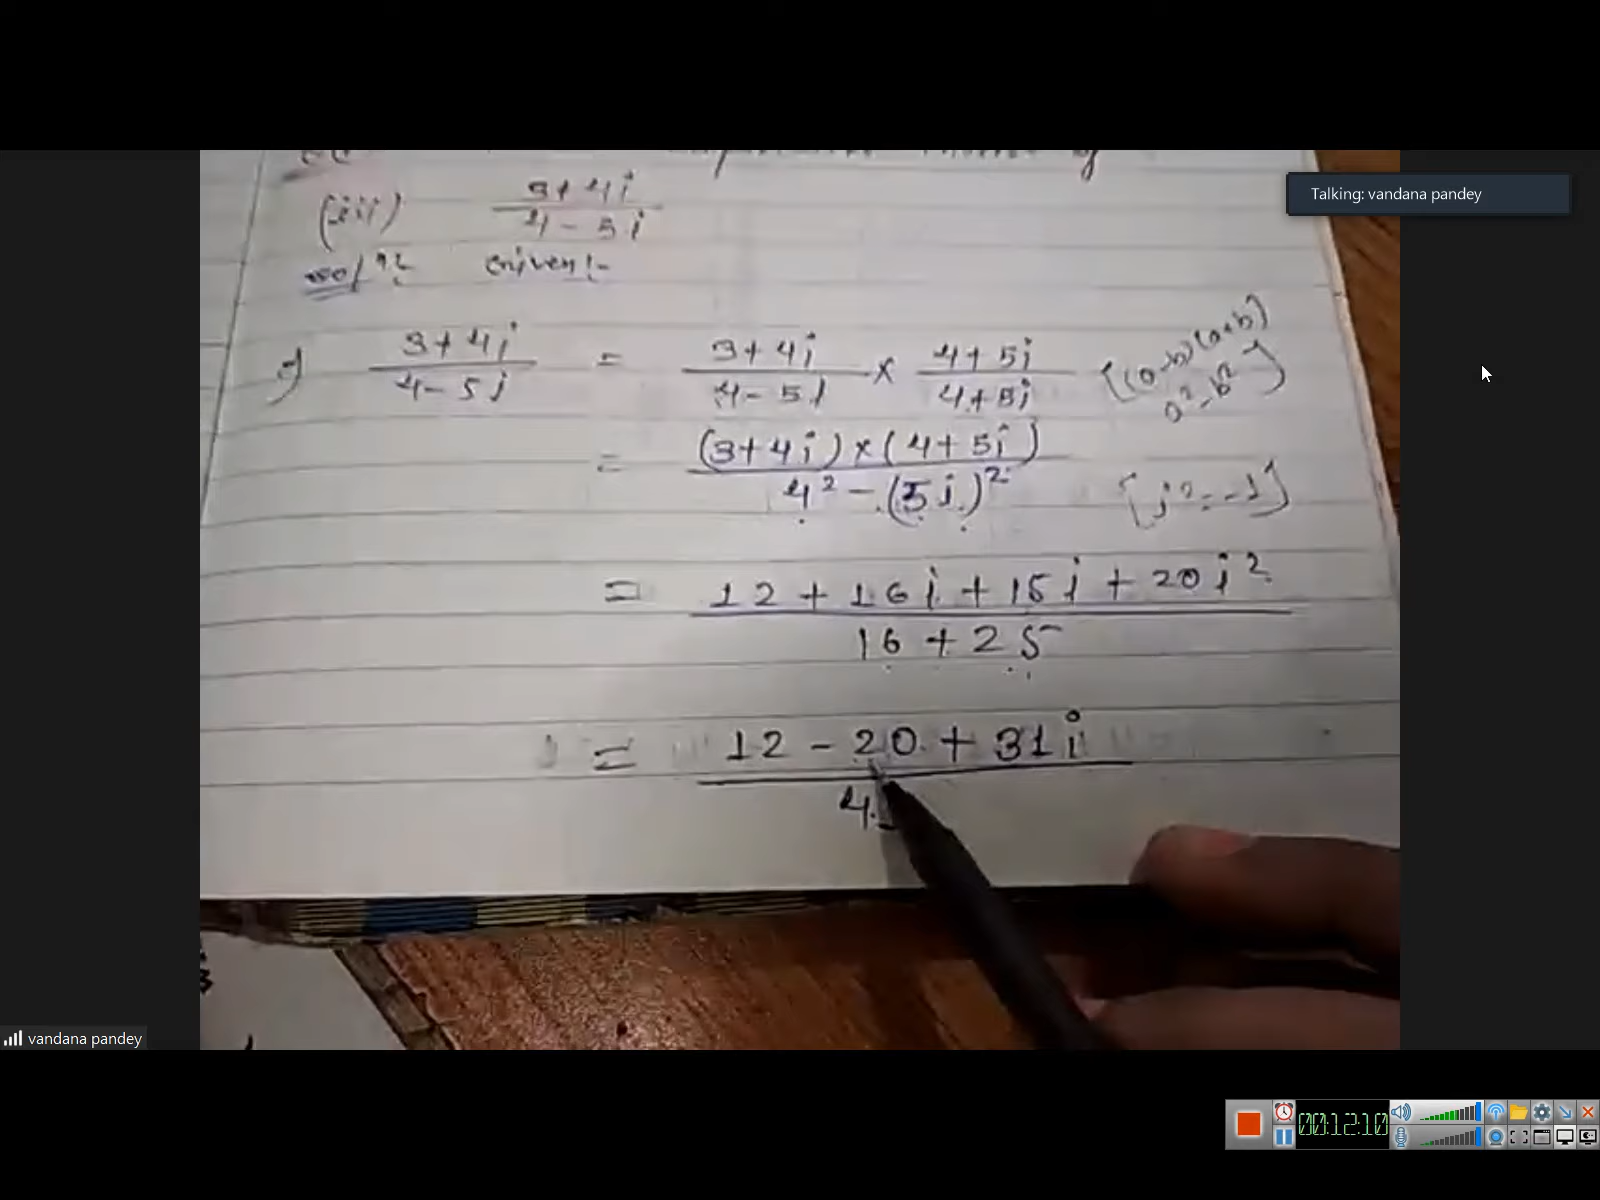 Talking: vandana pandey
(iii) 3+4i / 4-5i
soln: Given:-
⇒ 3+4i / 4-5i = 3+4i / 4-5i × 4+5i / 4+5i [(a-b)(a+b) a²-b²]
= (3+4i)×(4+5i) / 4²-(5i)² [i²=-1]
= 12+16i+15i+20i² / 16+25
= 12-20+31i / 4
vandana pandey
00:12:10